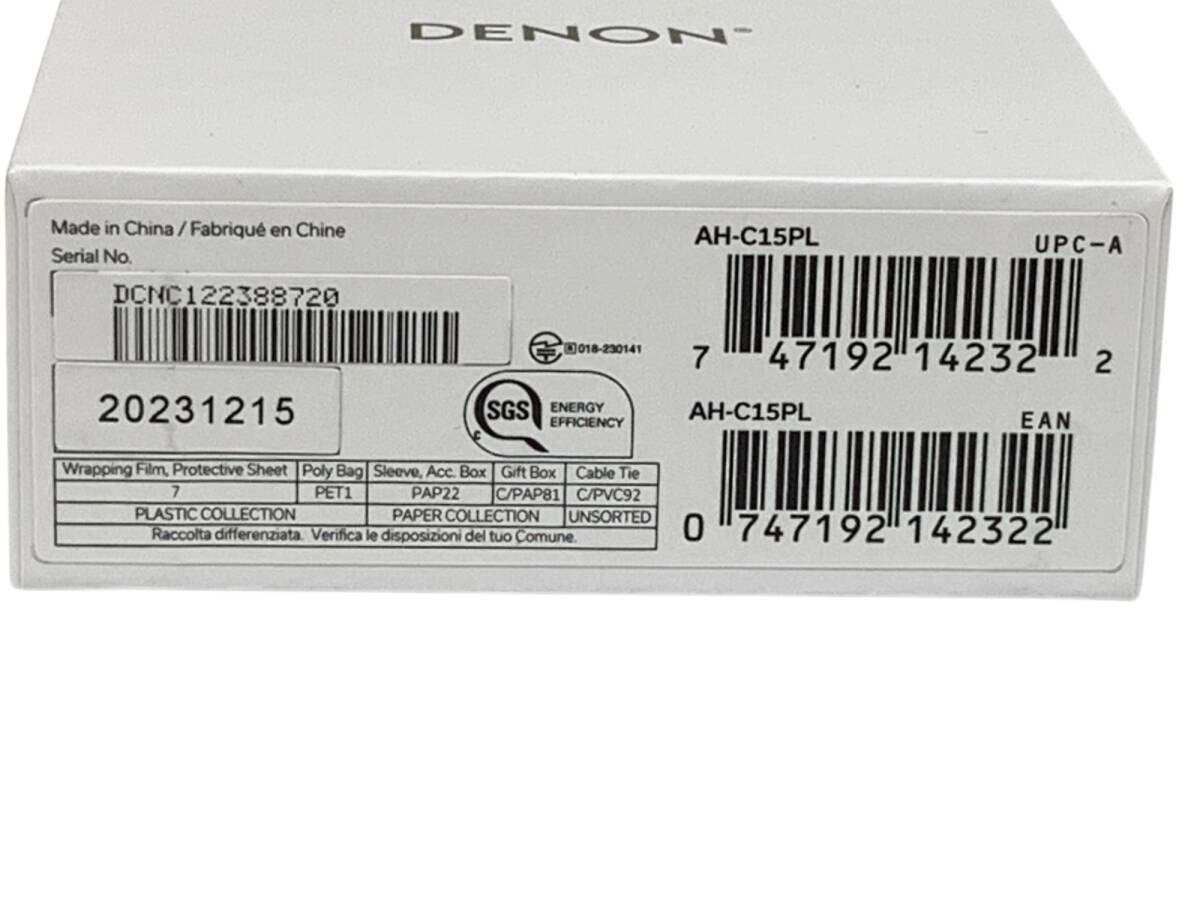 DENON®
Made in China / Fabriqué en Chine
Serial No.
DCNC122388720
R 018-230141
20231215
SGS ENERGY EFFICIENCY
C
Wrapping Film, Protective Sheet Poly Bag Sleeve, Acc. Box Gift Box Cable Tie
7 PET1 PAP22 C/PAP81 C/PVC92
PLASTIC COLLECTION PAPER COLLECTION UNSORTED
Raccolta differenziata. Verifica le disposizioni del tuo Comune.
AH-C15PL
UPC-A
7 47192 14232 2
AH-C15PL
EAN
0 747192 142322